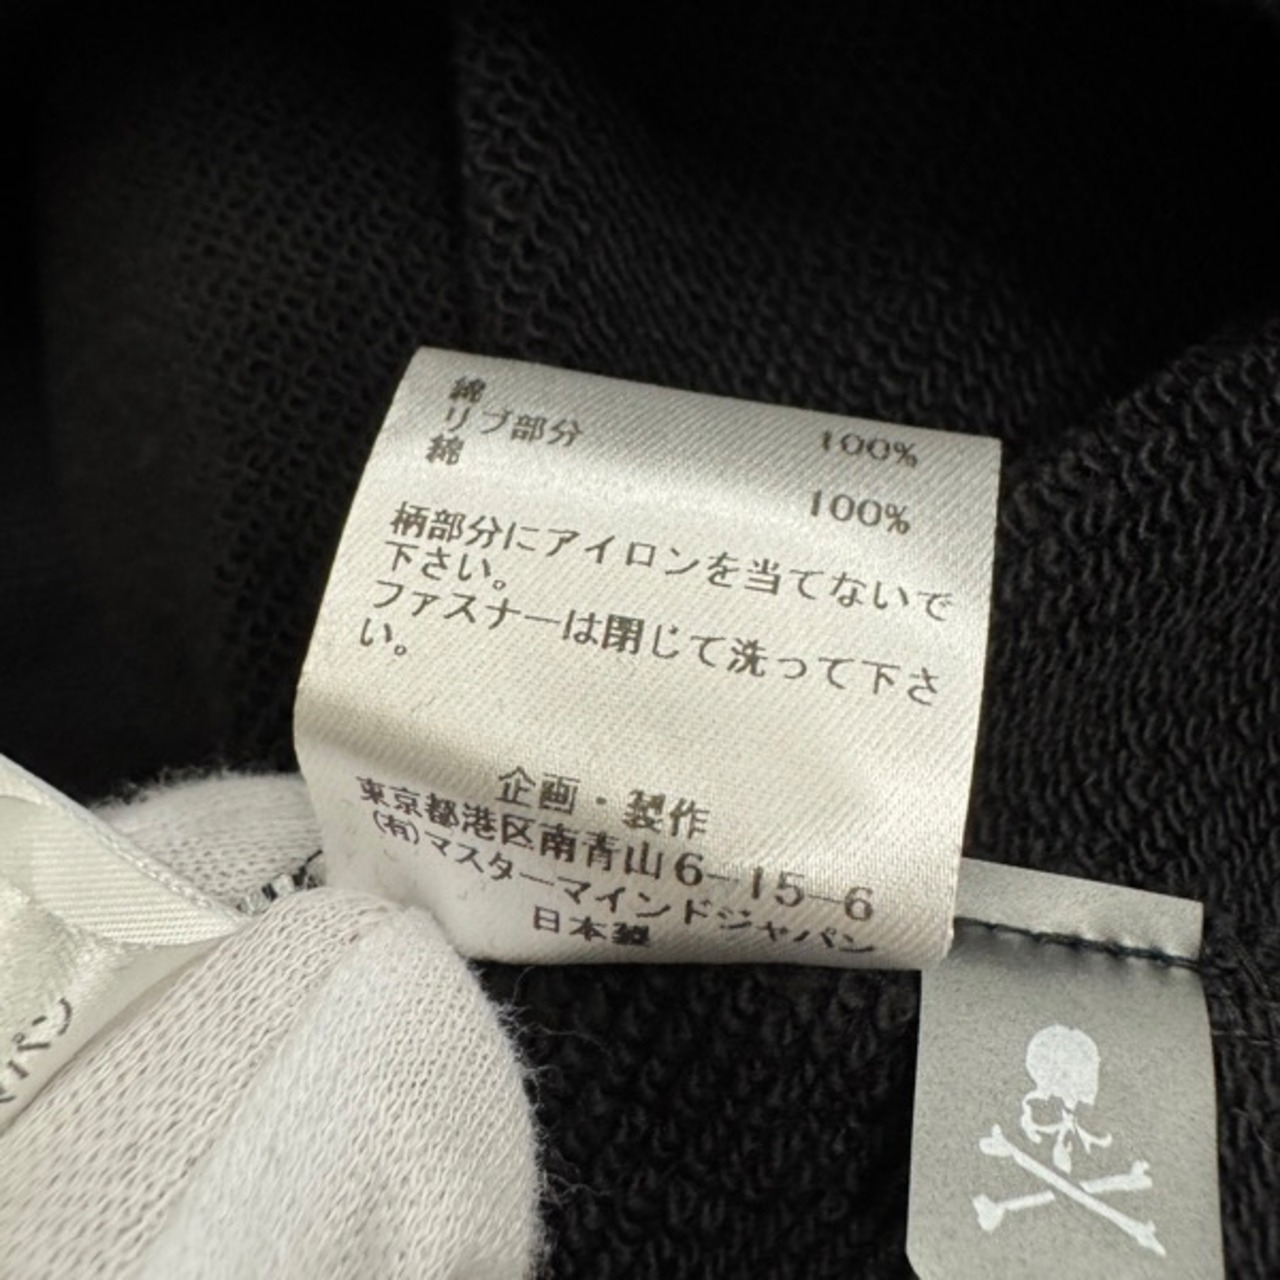 綿 100%
リブ部分
綿 100%
柄部分にアイロンを当てないで
下さい。
ファスナーは閉じて洗って下さ
い。
企画・製作
東京都港区南青山6-15-6
(有)マスターマインドジャパン
日本製
パン